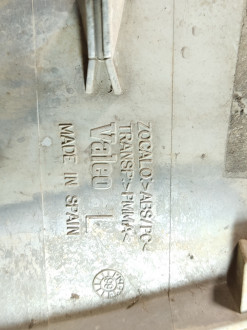 ZOCALO>ABS/PC<
TRANSP.>PMMA<
Valeo L
MADE IN SPAIN